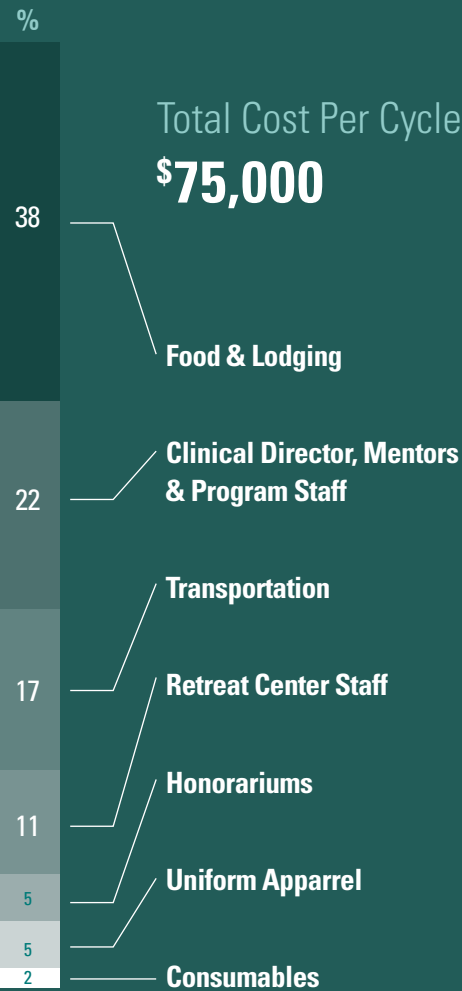 %
Total Cost Per Cycle
$75,000
38
Food & Lodging
Clinical Director, Mentors
& Program Staff
22
Transportation
17
Retreat Center Staff
Honorariums
11
Uniform Apparrel
5
5
2
Consumables